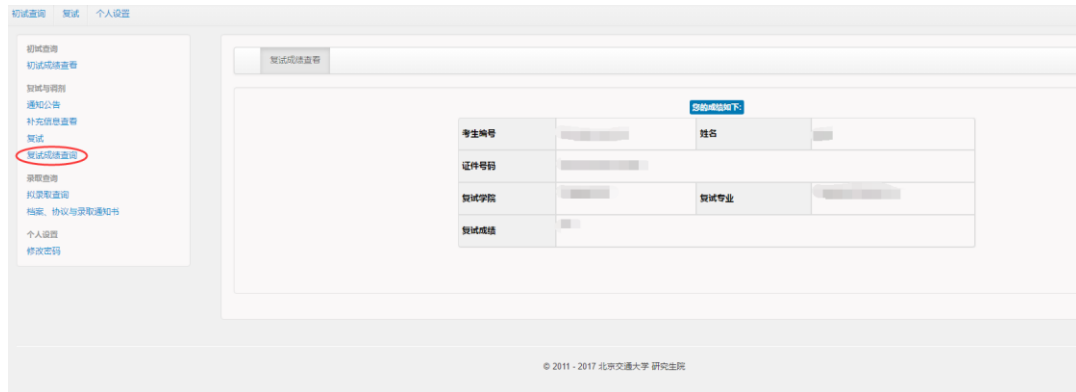 初试查询 复试 个人设置
初试查询
初试成绩查看
复试与调剂
通知公告
补充信息查看
复试
复试成绩查询
录取查询
拟录取查询
档案、协议与录取通知书
个人设置
修改密码
复试成绩查看
您的成绩如下:
考生编号 姓名
证件号码
复试学院 复试专业
复试成绩
© 2011 - 2017 北京交通大学 研究生院